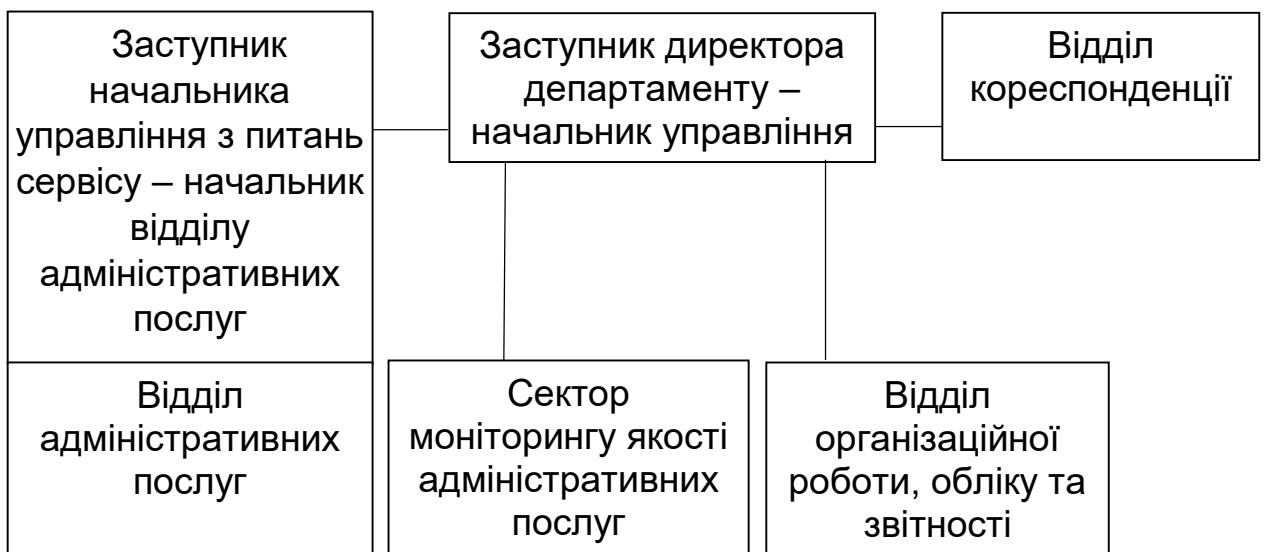 Заступник
начальника
управління з питань
сервісу – начальник
відділу
адміністративних
послуг
Заступник директора
департаменту –
начальник управління
Відділ
кореспонденції
Відділ
адміністративних
послуг
Сектор
моніторингу якості
адміністративних
послуг
Відділ
організаційної
роботи, обліку та
звітності